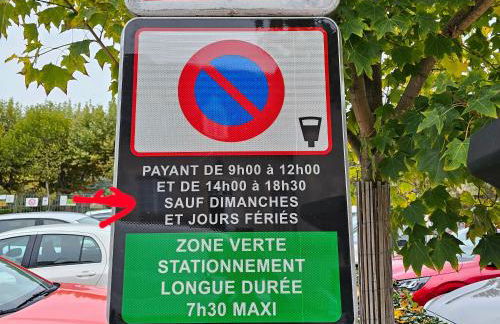 PAYANT DE 9h00 à 12h00
ET DE 14h00 à 18h30
SAUF DIMANCHES
ET JOURS FÉRIÉS
ZONE VERTE
STATIONNEMENT
LONGUE DURÉE
7h30 MAXI